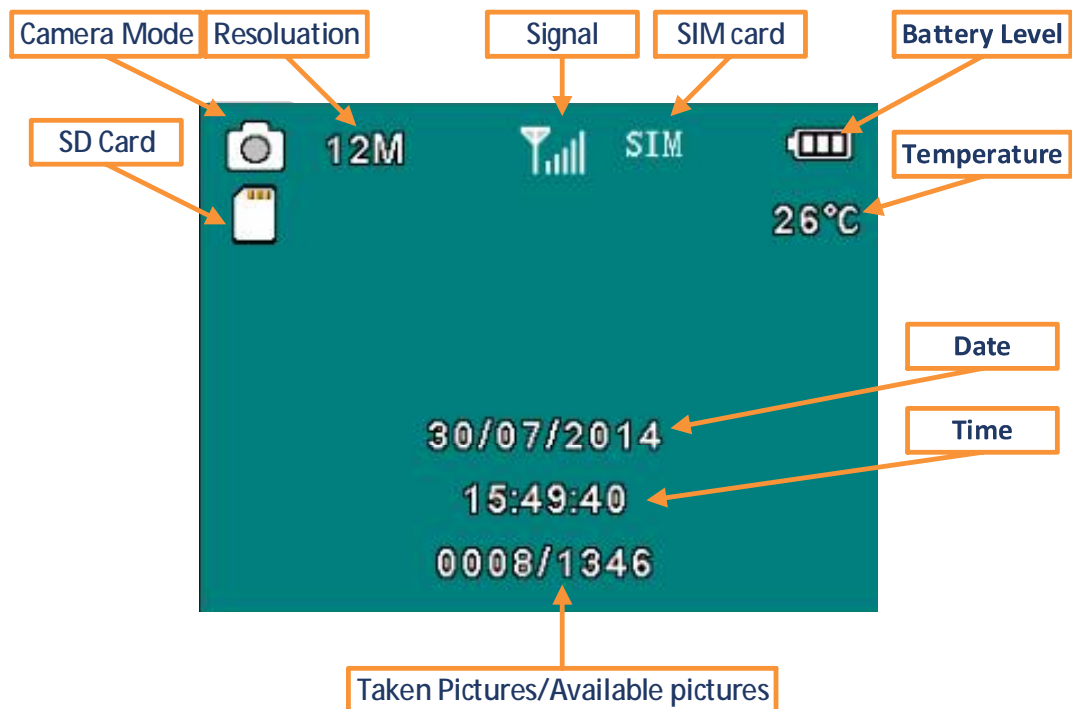 Camera Mode
Resoluation
Signal
SIM card
Battery Level
SD Card
12M
SIM
Temperature
26°C
Date
30/07/2014
Time
15:49:40
0008/1346
Taken Pictures/Available pictures